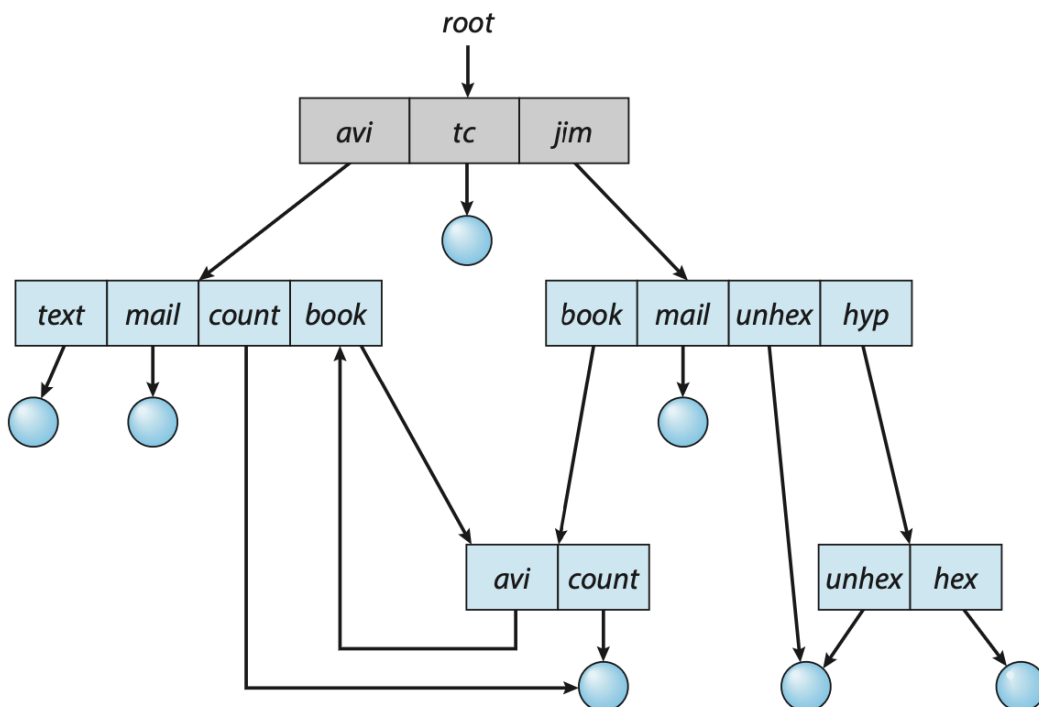 root
avi tc jim
text mail count book book mail unhex hyp
avi count unhex hex